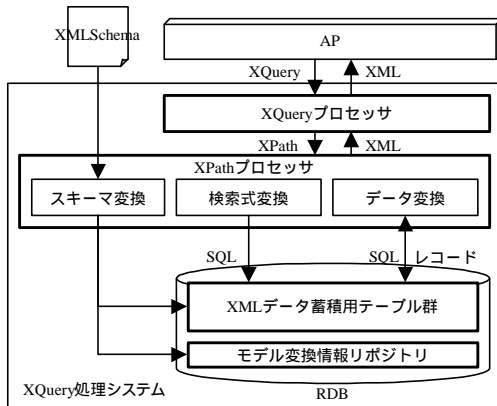 XMLSchema
AP
XQuery
XML
XQueryプロセッサ
XPath
XML
XPathプロセッサ
スキーマ変換
検索式変換
データ変換
SQL
SQL
レコード
XMLデータ蓄積用テーブル群
モデル変換情報リポジトリ
XQuery処理システム
RDB